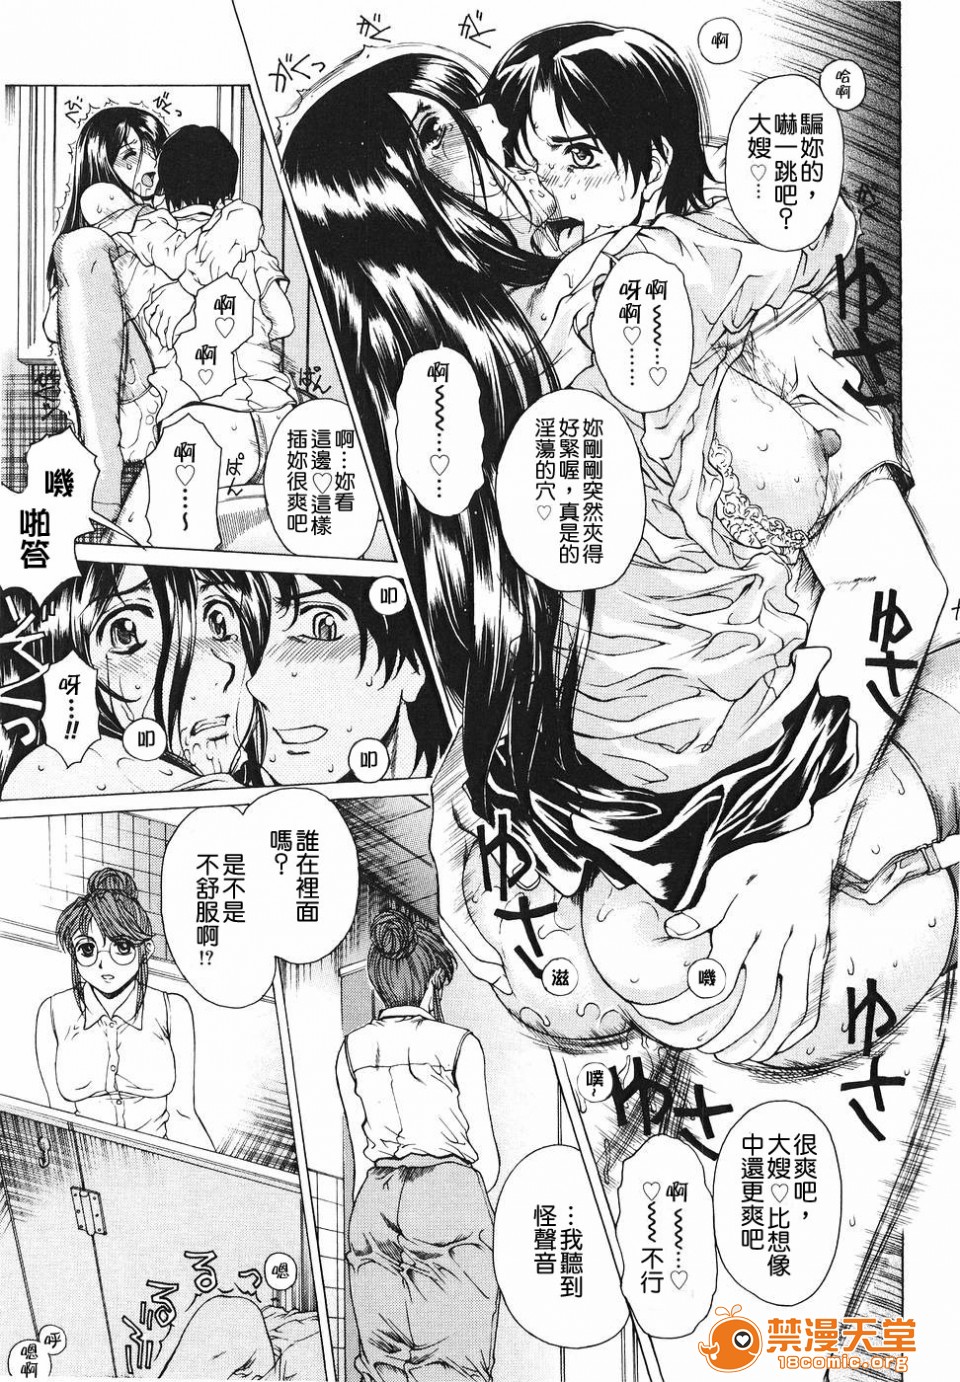 啊
哈啊
騙妳的，
嚇一跳吧？
大嫂♡…
啊～～～…♡
呀啊…♡
啊～～～…♡
妳剛剛突然夾得
好緊喔，真是的
淫蕩的穴♡
ゆさ
ゆさ
ゆさ
ゆさ
ゆさ
滋
嘰
噗~
很爽吧，
大嫂♡比想像
中還更爽吧
♡啊～～～…♡
～～～不行
啊♡
啊♡
啊…妳看
這邊♡這樣
插妳很爽吧
ぱんっ
ぱんっ
啊♡…～
嘰
啪答
叩
叩
叩
呀…!!
…我聽到
怪聲音
誰在裡面
嗎？
是不是
不舒服啊!?
嗯
呼
嗯啊
禁漫天堂
18comic.org